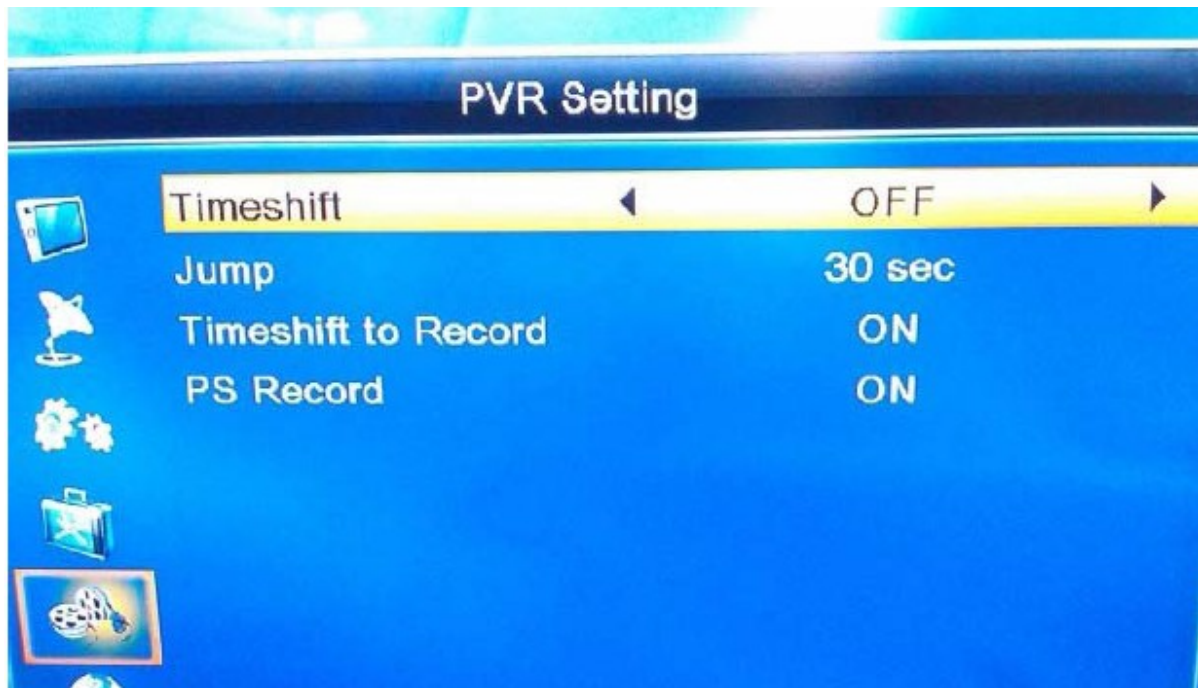 PVR Setting
Timeshift OFF
Jump 30 sec
Timeshift to Record ON
PS Record ON